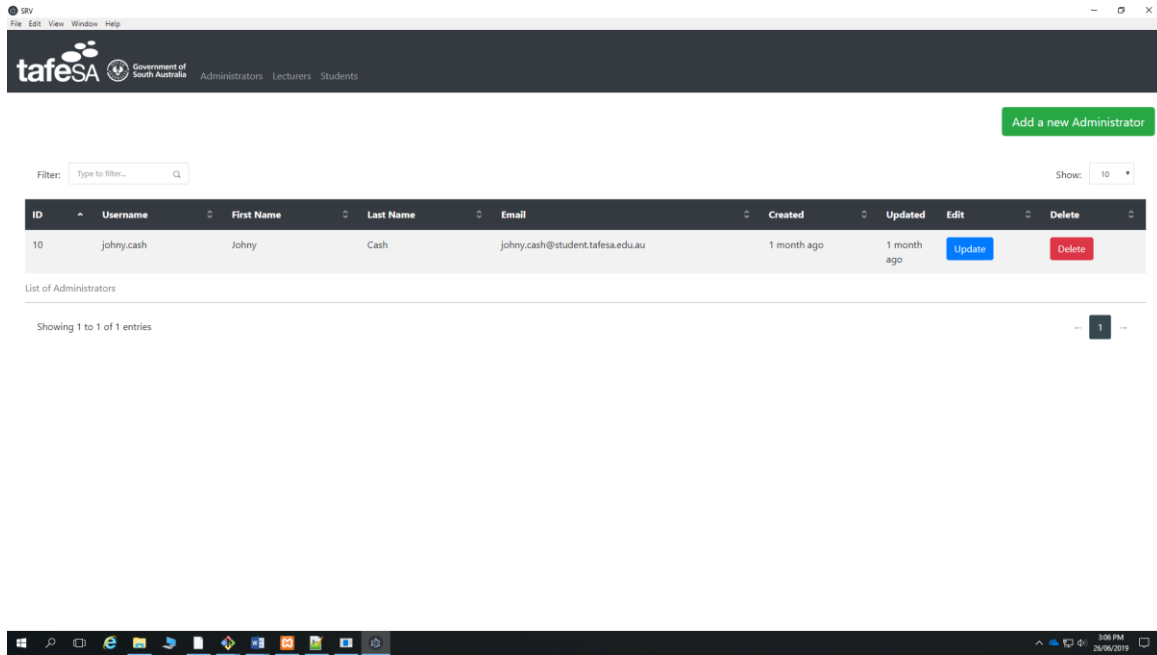 SRV
File Edit View Window Help
tafeSA Government of South Australia Administrators Lecturers Students
Add a new Administrator
Filter: Type to filter... Show: 10
ID Username First Name Last Name Email Created Updated Edit Delete
10 johny.cash Johny Cash johny.cash@student.tafesa.edu.au 1 month ago 1 month ago Update Delete
List of Administrators
Showing 1 to 1 of 1 entries ← 1 →
3:06 PM
26/06/2019